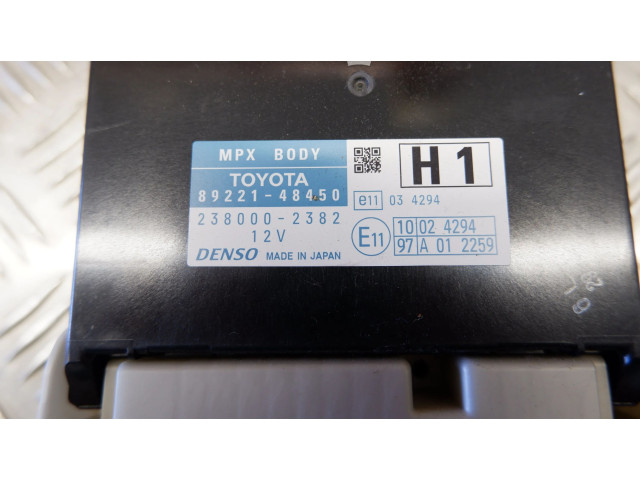 MPX BODY
TOYOTA
89221-48450
238000-2382
12V
DENSO MADE IN JAPAN
H1
e11 03 4294
E11
10 02 4294
97 A 01 2259